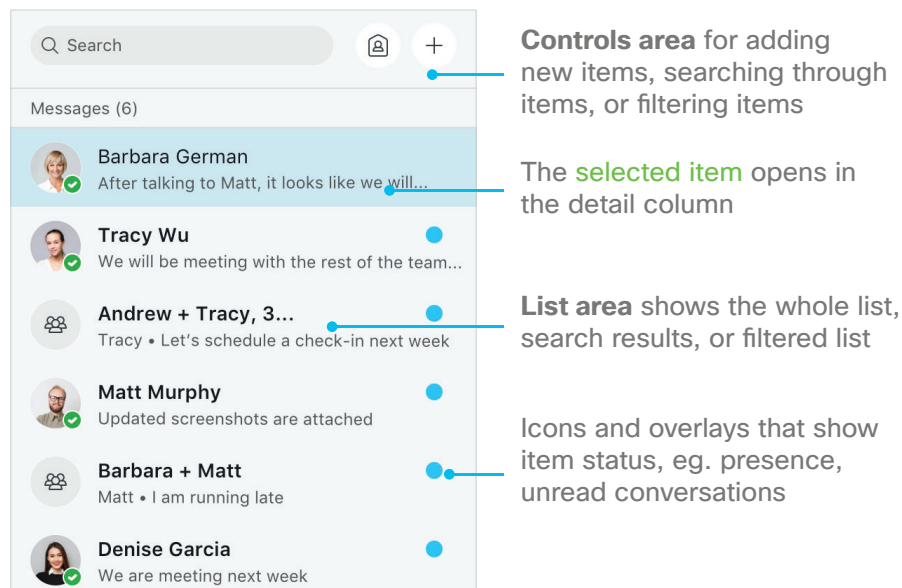 Search
Messages (6)
Barbara German
After talking to Matt, it looks like we will...
Tracy Wu
We will be meeting with the rest of the team...
Andrew + Tracy, 3...
Tracy • Let's schedule a check-in next week
Matt Murphy
Updated screenshots are attached
Barbara + Matt
Matt • I am running late
Denise Garcia
We are meeting next week
Controls area for adding
new items, searching through
items, or filtering items
The selected item opens in
the detail column
List area shows the whole list,
search results, or filtered list
Icons and overlays that show
item status, eg. presence,
unread conversations